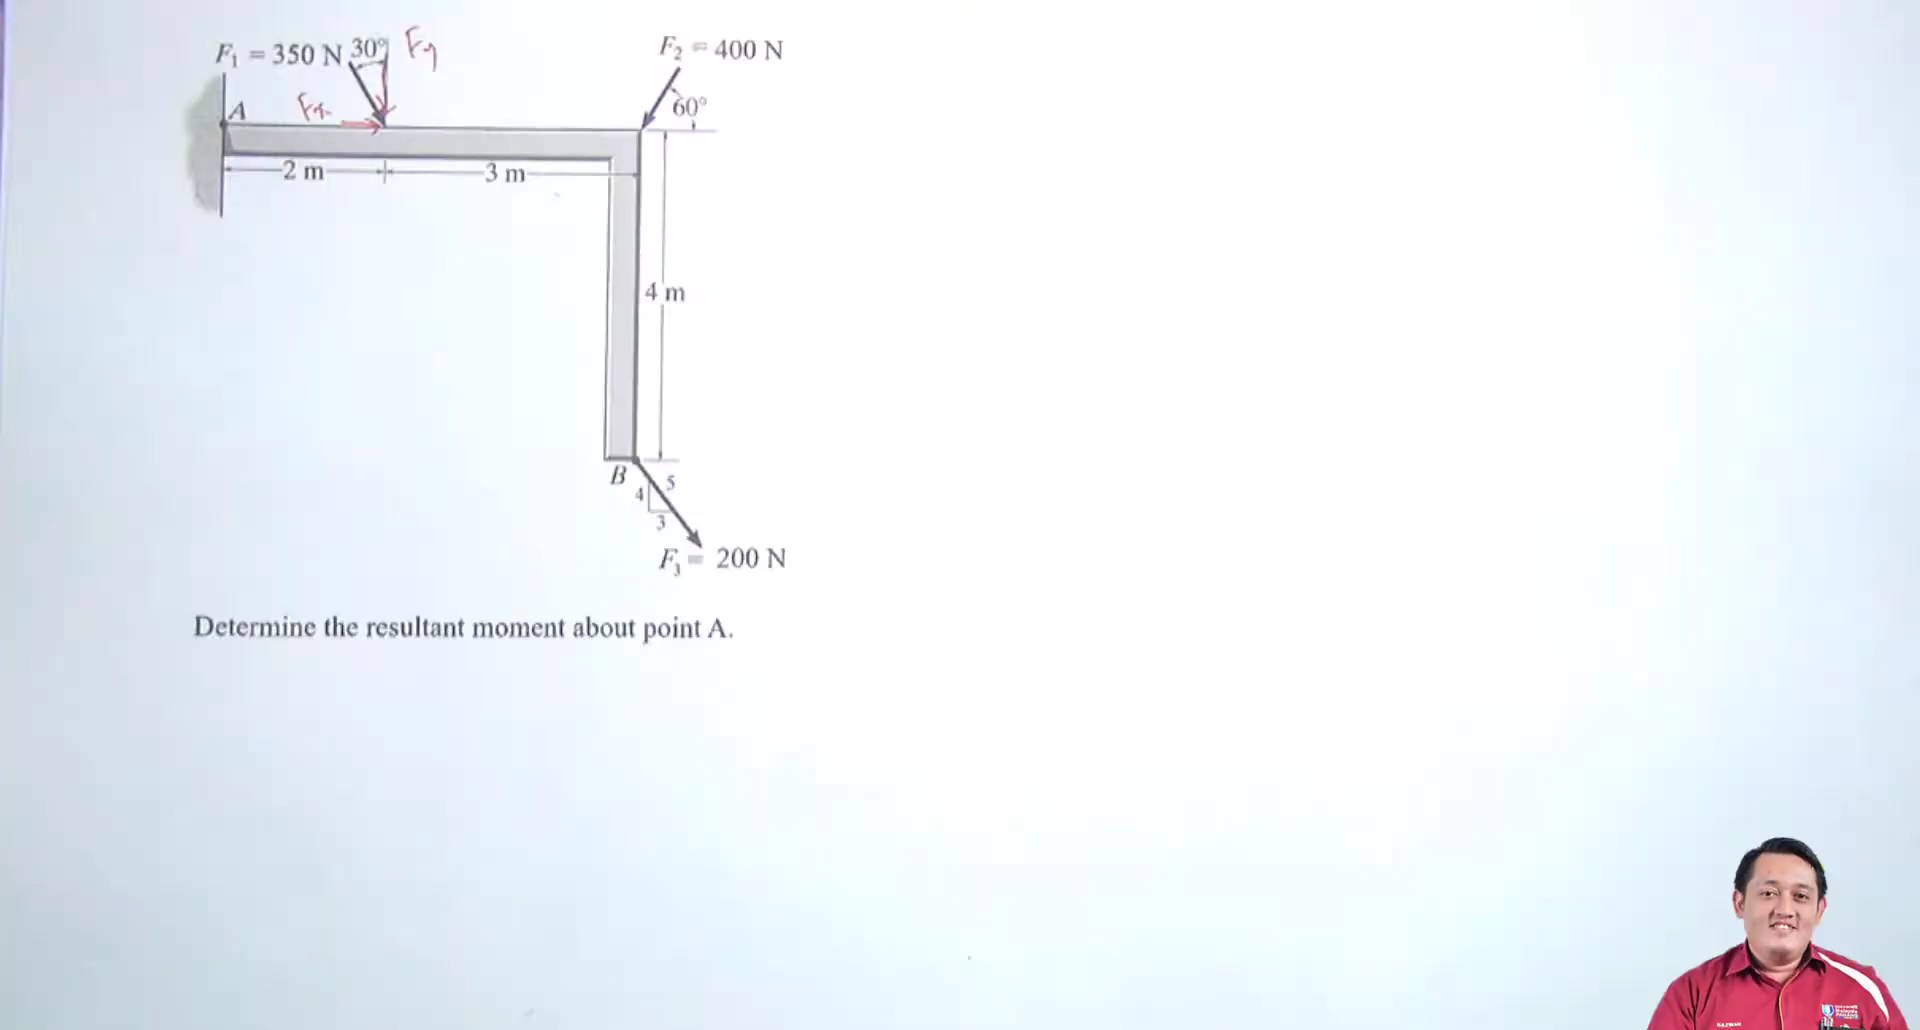 F₁ = 350 N 30° Fy
F₂ = 400 N
A Fx
60°
2 m 3 m
4 m
B
4 5
3
F₃ = 200 N
Determine the resultant moment about point A.